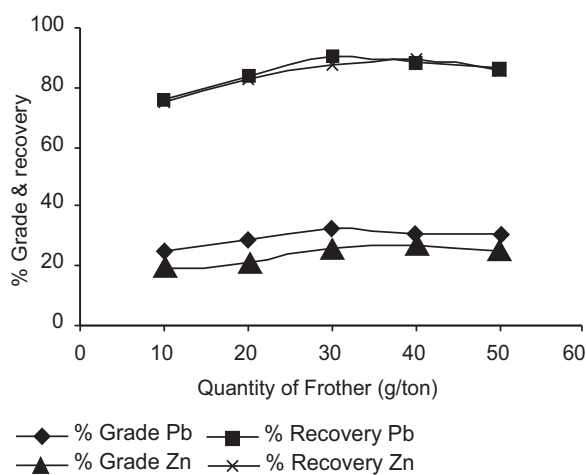 % Grade & recovery
100
80
60
40
20
0
0 10 20 30 40 50 60
Quantity of Frother (g/ton)
% Grade Pb % Recovery Pb
% Grade Zn % Recovery Zn